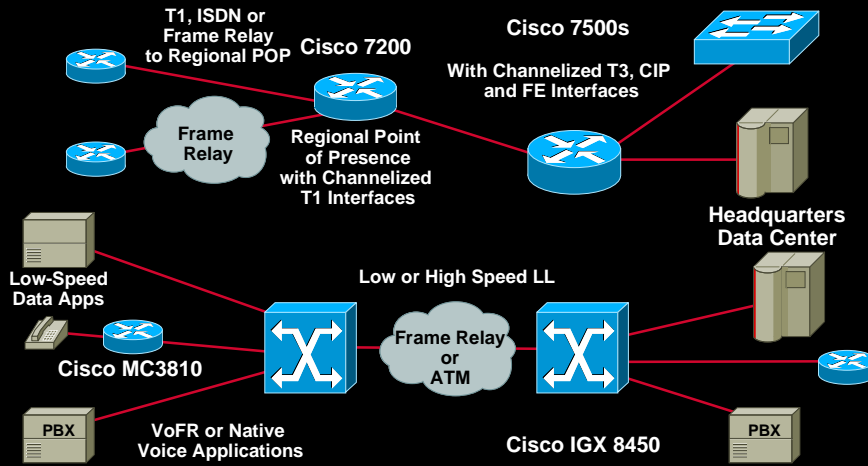 T1, ISDN or
Frame Relay
to Regional POP
Cisco 7200
Cisco 7500s
With Channelized T3, CIP
and FE Interfaces
Frame
Relay
Regional Point
of Presence
with Channelized
T1 Interfaces
Headquarters
Data Center
Low-Speed
Data Apps
Low or High Speed LL
Cisco MC3810
Frame Relay
or
ATM
PBX
VoFR or Native
Voice Applications
Cisco IGX 8450
PBX